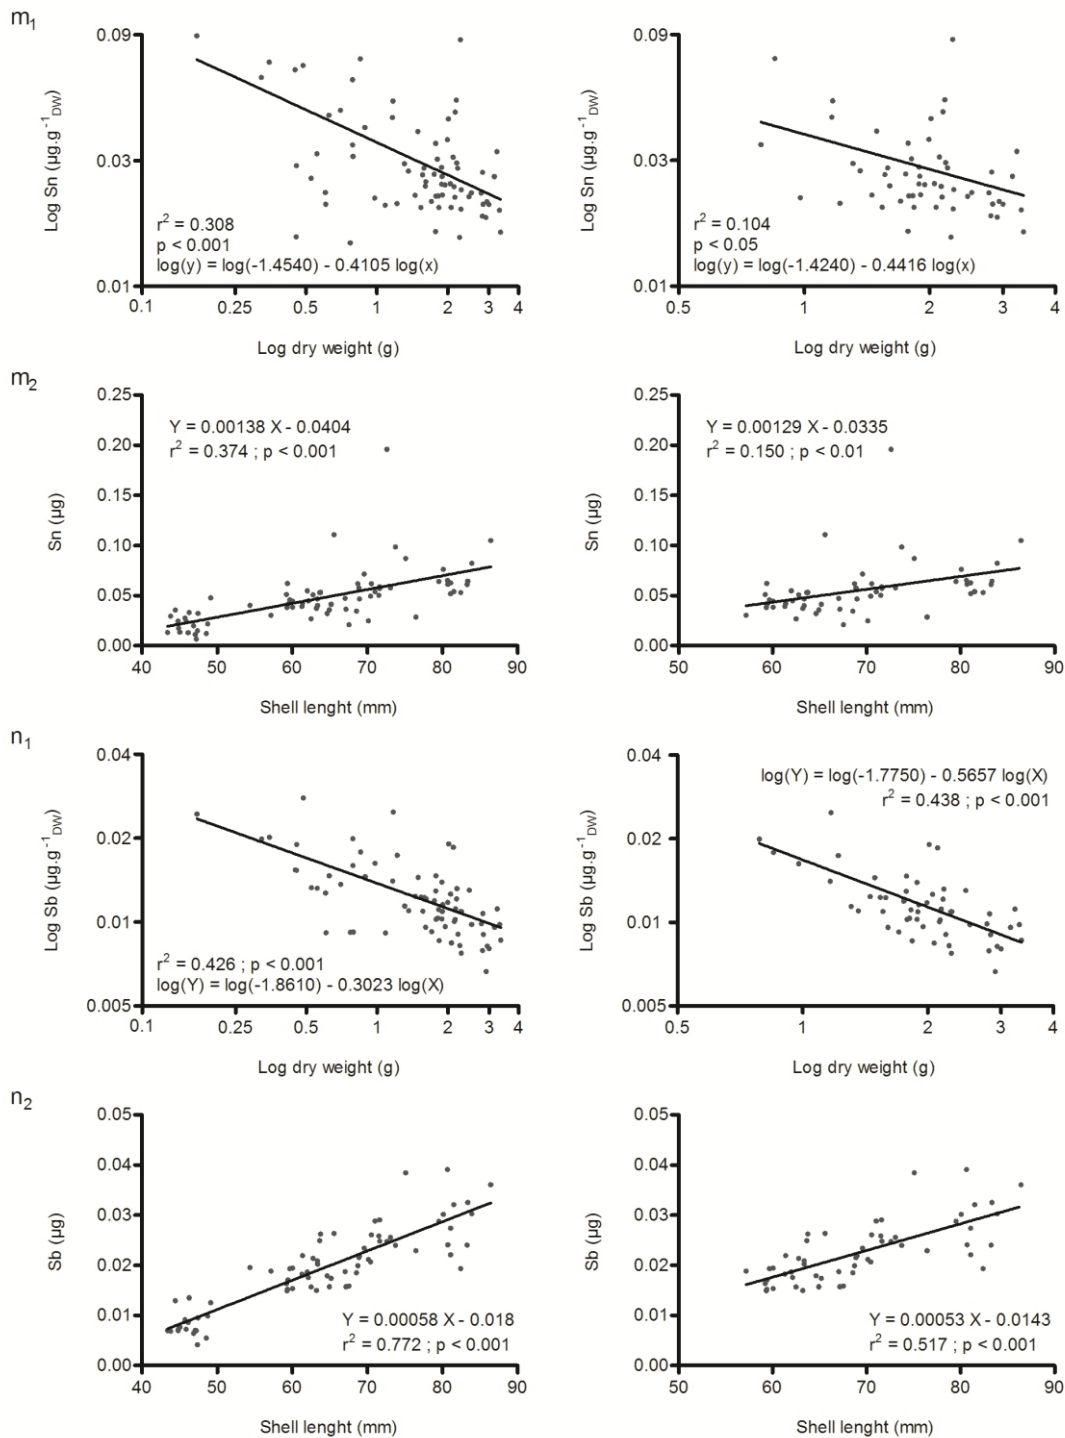 m1
0.09
0.03
0.01
Log Sn (µg.g-1DW)
r2 = 0.308
p < 0.001
log(y) = log(-1.4540) - 0.4105 log(x)
0.1 0.25 0.5 1 2 3 4
Log dry weight (g)
0.09
0.03
0.01
Log Sn (µg.g-1DW)
r2 = 0.104
p < 0.05
log(y) = log(-1.4240) - 0.4416 log(x)
0.5 1 2 3 4
Log dry weight (g)
m2
0.25
0.20
0.15
0.10
0.05
0.00
Sn (µg)
Y = 0.00138 X - 0.0404
r2 = 0.374 ; p < 0.001
40 50 60 70 80 90
Shell lenght (mm)
0.25
0.20
0.15
0.10
0.05
0.00
Sn (µg)
Y = 0.00129 X - 0.0335
r2 = 0.150 ; p < 0.01
50 60 70 80 90
Shell lenght (mm)
n1
0.04
0.02
0.01
0.005
Log Sb (µg.g-1DW)
r2 = 0.426 ; p < 0.001
log(Y) = log(-1.8610) - 0.3023 log(X)
0.1 0.25 0.5 1 2 3 4
Log dry weight (g)
0.04
0.02
0.01
0.005
Log Sb (µg.g-1DW)
log(Y) = log(-1.7750) - 0.5657 log(X)
r2 = 0.438 ; p < 0.001
0.5 1 2 3 4
Log dry weight (g)
n2
0.05
0.04
0.03
0.02
0.01
0.00
Sb (µg)
Y = 0.00058 X - 0.018
r2 = 0.772 ; p < 0.001
40 50 60 70 80 90
Shell lenght (mm)
0.05
0.04
0.03
0.02
0.01
0.00
Sb (µg)
Y = 0.00053 X - 0.0143
r2 = 0.517 ; p < 0.001
50 60 70 80 90
Shell lenght (mm)